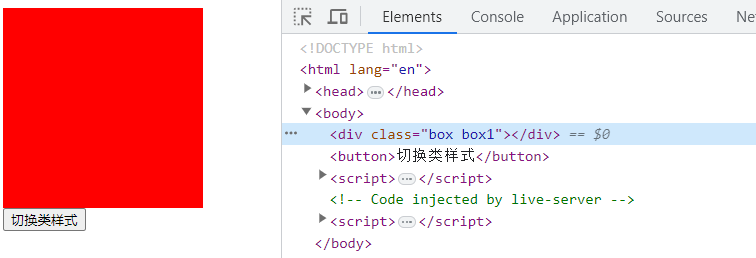 Elements Console Application Sources Ne
<!DOCTYPE html>
<html lang="en">
<head> ⋯ </head>
<body>
⋯ <div class="box box1"></div> == $0
<button>切换类样式</button>
<script> ⋯ </script>
<!-- Code injected by live-server -->
<script> ⋯ </script>
</body>
切换类样式